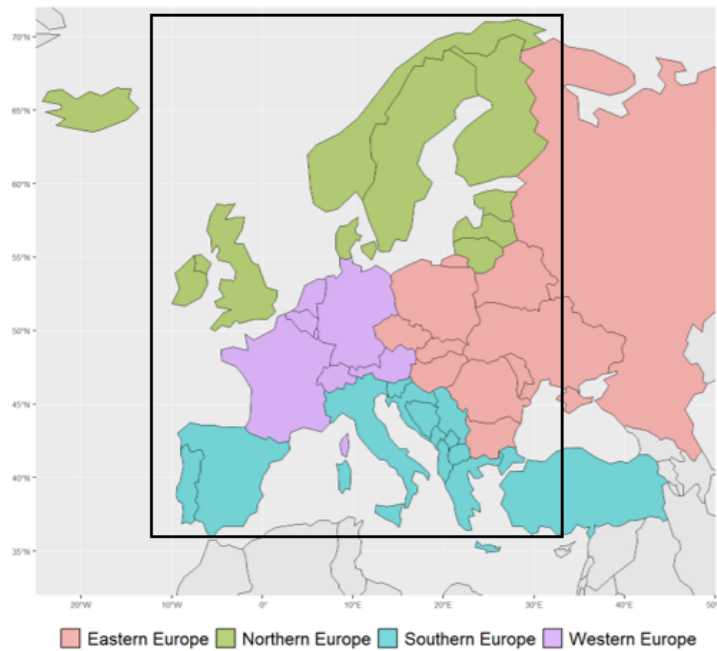 70°N
65°N
60°N
55°N
50°N
45°N
40°N
35°N
20°W 10°W 0° 10°E 20°E 30°E 40°E 50°
Eastern Europe Northern Europe Southern Europe Western Europe